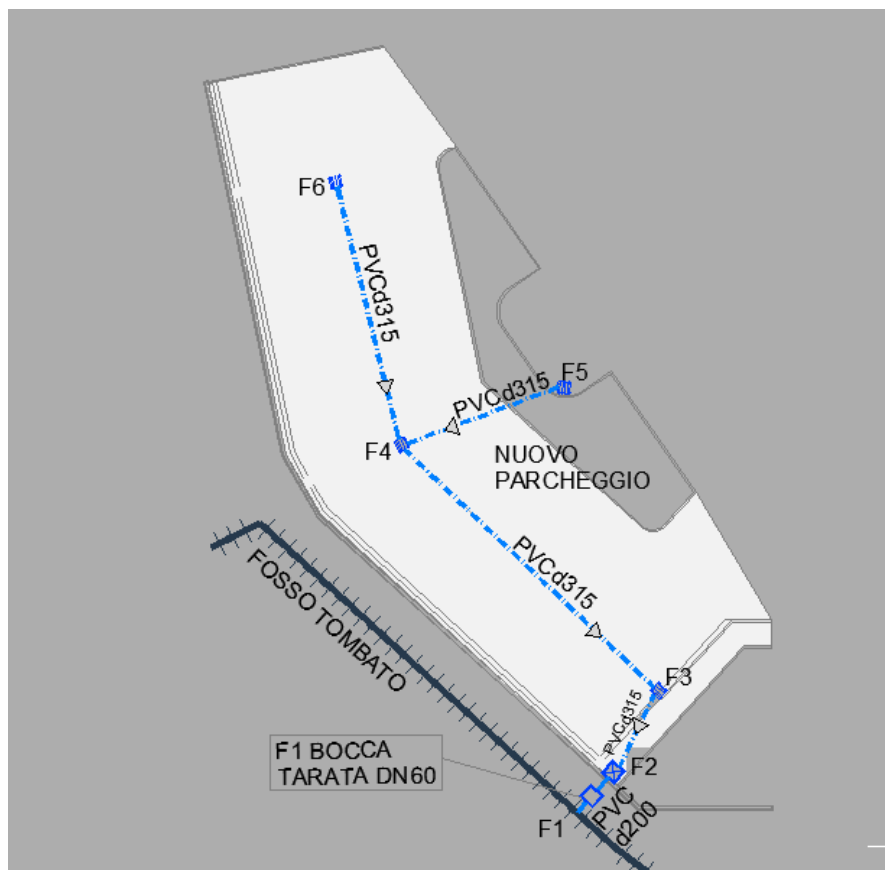 F6
PVCd315
F5
PVCd315
F4
NUOVO
PARCHEGGIO
PVCd315
FOSSO TOMBATO
F3
PVCd315
F2
F1 BOCCA
TARATA DN60
PVC
d200
F1